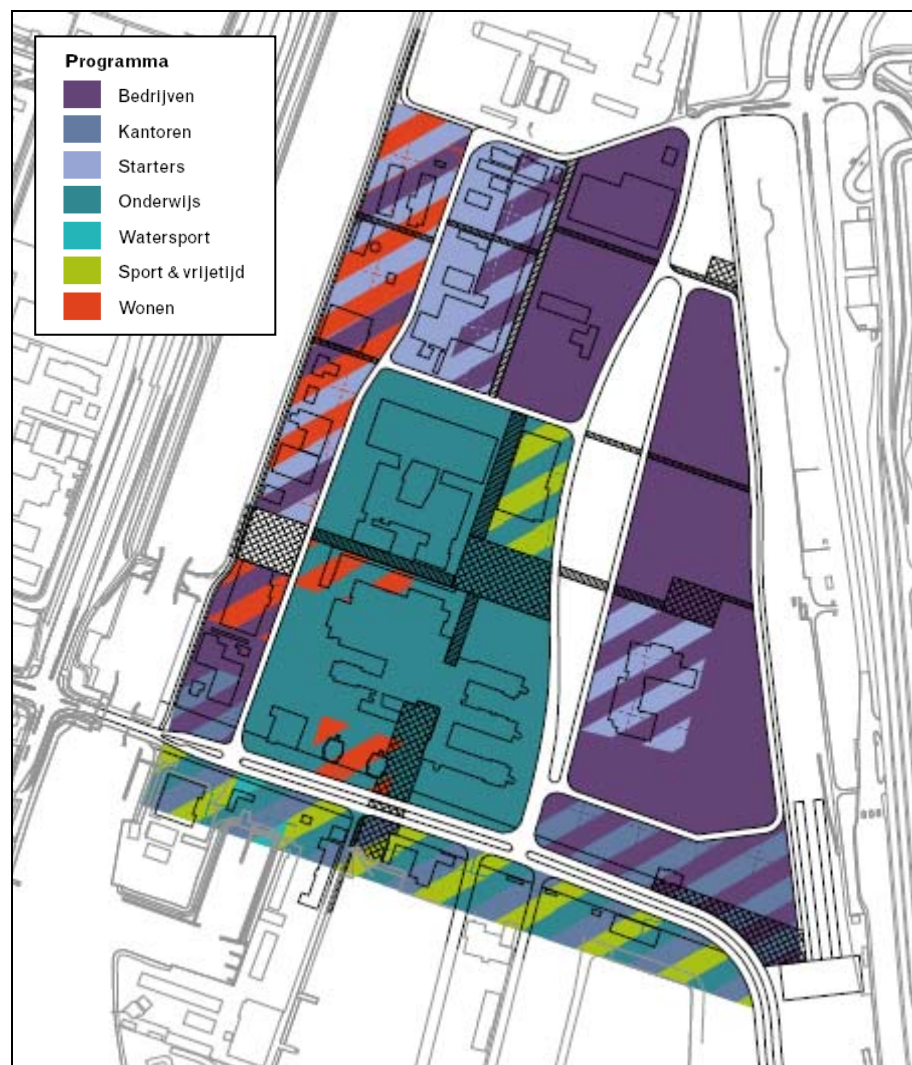 Programma
Bedrijven
Kantoren
Starters
Onderwijs
Watersport
Sport & vrijetijd
Wonen